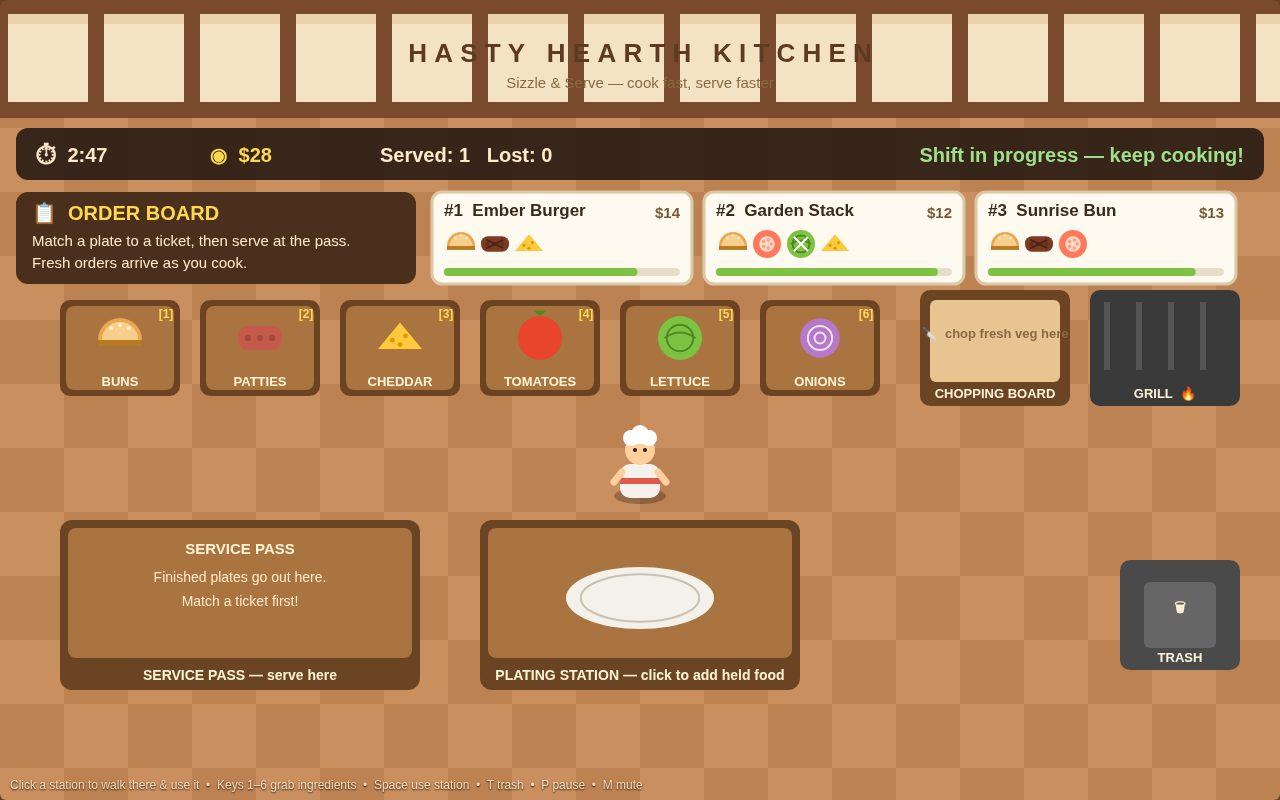 HASTY HEARTH KITCHEN
Sizzle & Serve — cook fast, serve faster
2:47
$28
Served: 1 Lost: 0
Shift in progress — keep cooking!
ORDER BOARD
Match a plate to a ticket, then serve at the pass.
Fresh orders arrive as you cook.
#1 Ember Burger
$14
#2 Garden Stack
$12
#3 Sunrise Bun
$13
[1]
BUNS
[2]
PATTIES
[3]
CHEDDAR
[4]
TOMATOES
[5]
LETTUCE
[6]
ONIONS
chop fresh veg here
CHOPPING BOARD
GRILL
SERVICE PASS
Finished plates go out here.
Match a ticket first!
SERVICE PASS — serve here
PLATING STATION — click to add held food
TRASH
Click a station to walk there & use it • Keys 1–6 grab ingredients • Space use station • T trash • P pause • M mute